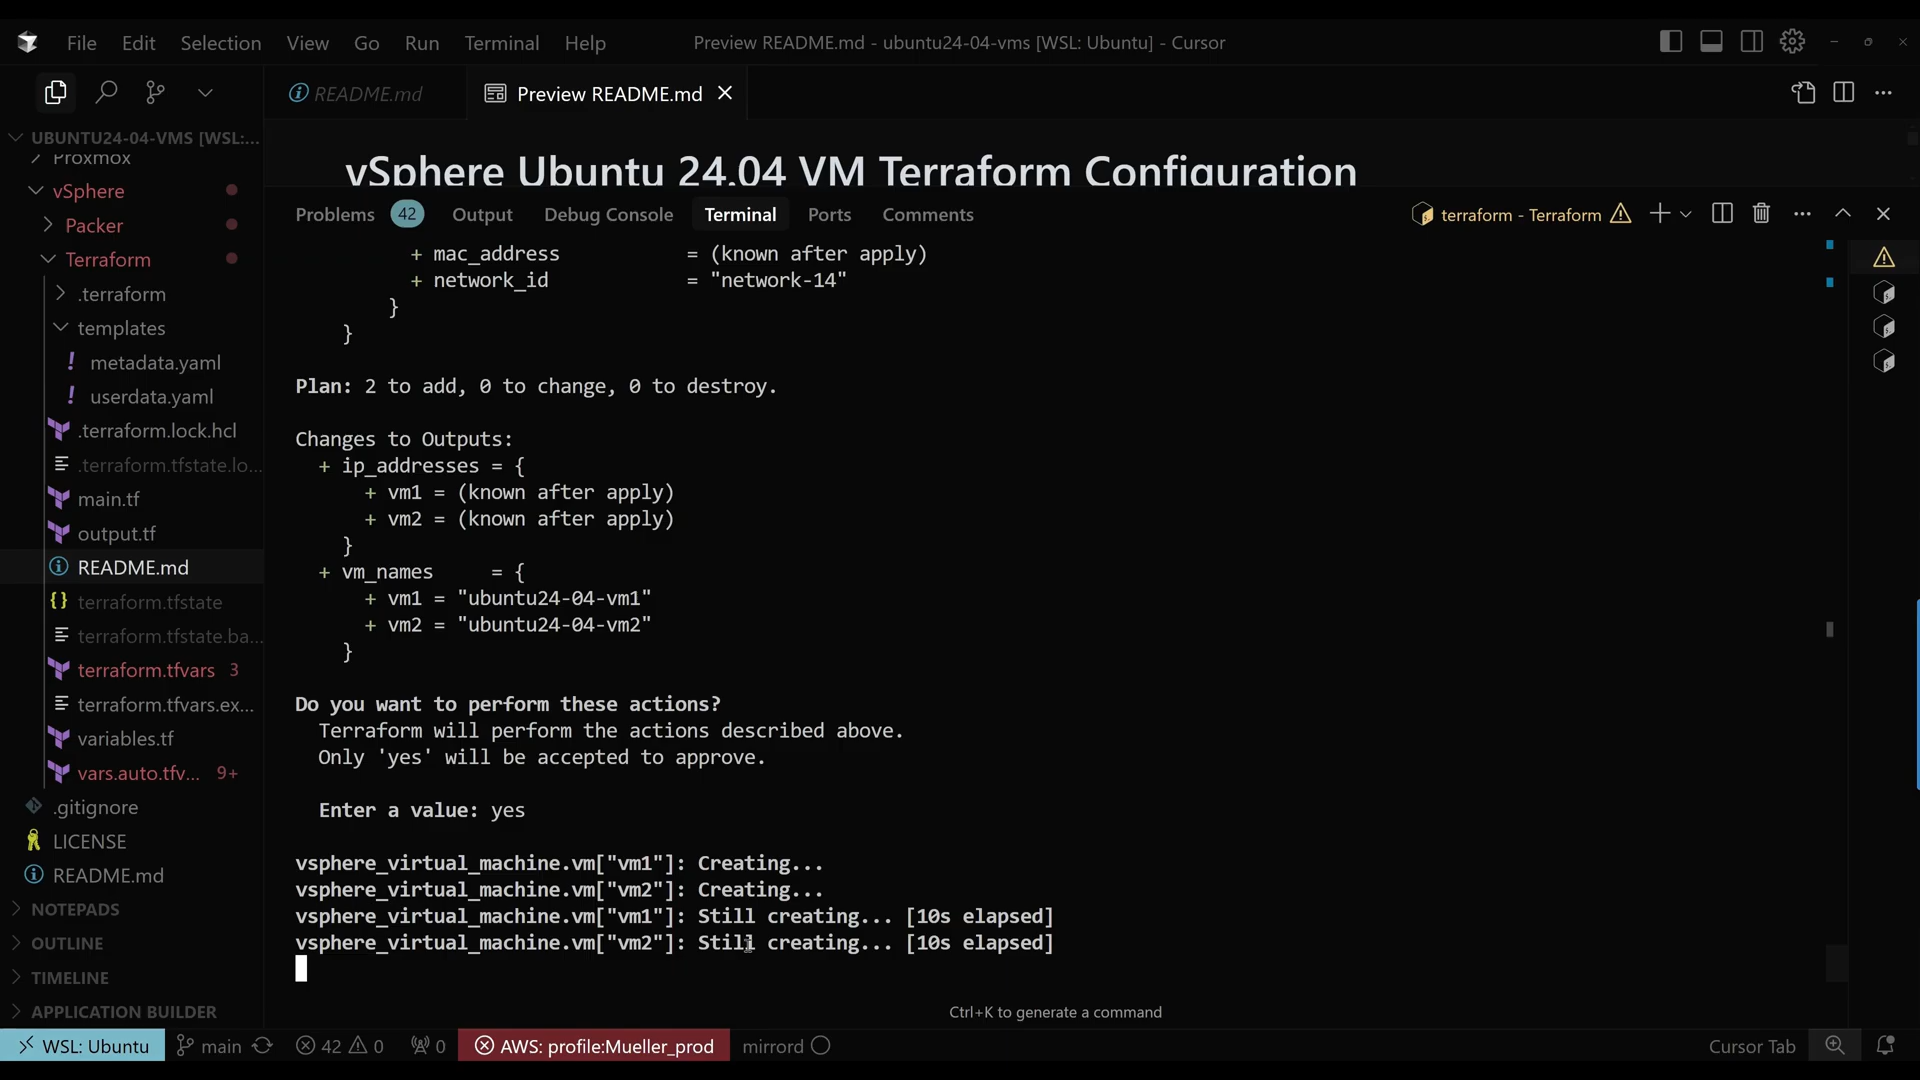 File Edit Selection View Go Run Terminal Help
Preview README.md - ubuntu24-04-vms [WSL: Ubuntu] - Cursor
README.md
Preview README.md
UBUNTU24-04-VMS [WSL:...
Proxmox
vSphere
Packer
Terraform
.terraform
templates
metadata.yaml
userdata.yaml
.terraform.lock.hcl
.terraform.tfstate.lo...
main.tf
output.tf
README.md
terraform.tfstate
terraform.tfstate.ba...
terraform.tfvars 3
terraform.tfvars.ex...
variables.tf
vars.auto.tfv... 9+
.gitignore
LICENSE
README.md
NOTEPADS
OUTLINE
TIMELINE
APPLICATION BUILDER
vSphere Ubuntu 24.04 VM Terraform Configuration
Problems 42 Output Debug Console Terminal Ports Comments
terraform - Terraform
+ mac_address = (known after apply)
+ network_id = "network-14"
}
}
Plan: 2 to add, 0 to change, 0 to destroy.
Changes to Outputs:
+ ip_addresses = {
+ vm1 = (known after apply)
+ vm2 = (known after apply)
}
+ vm_names = {
+ vm1 = "ubuntu24-04-vm1"
+ vm2 = "ubuntu24-04-vm2"
}
Do you want to perform these actions?
Terraform will perform the actions described above.
Only 'yes' will be accepted to approve.
Enter a value: yes
vsphere_virtual_machine.vm["vm1"]: Creating...
vsphere_virtual_machine.vm["vm2"]: Creating...
vsphere_virtual_machine.vm["vm1"]: Still creating... [10s elapsed]
vsphere_virtual_machine.vm["vm2"]: Still creating... [10s elapsed]
Ctrl+K to generate a command
WSL: Ubuntu main 42 0 0 AWS: profile:Mueller_prod mirrord Cursor Tab